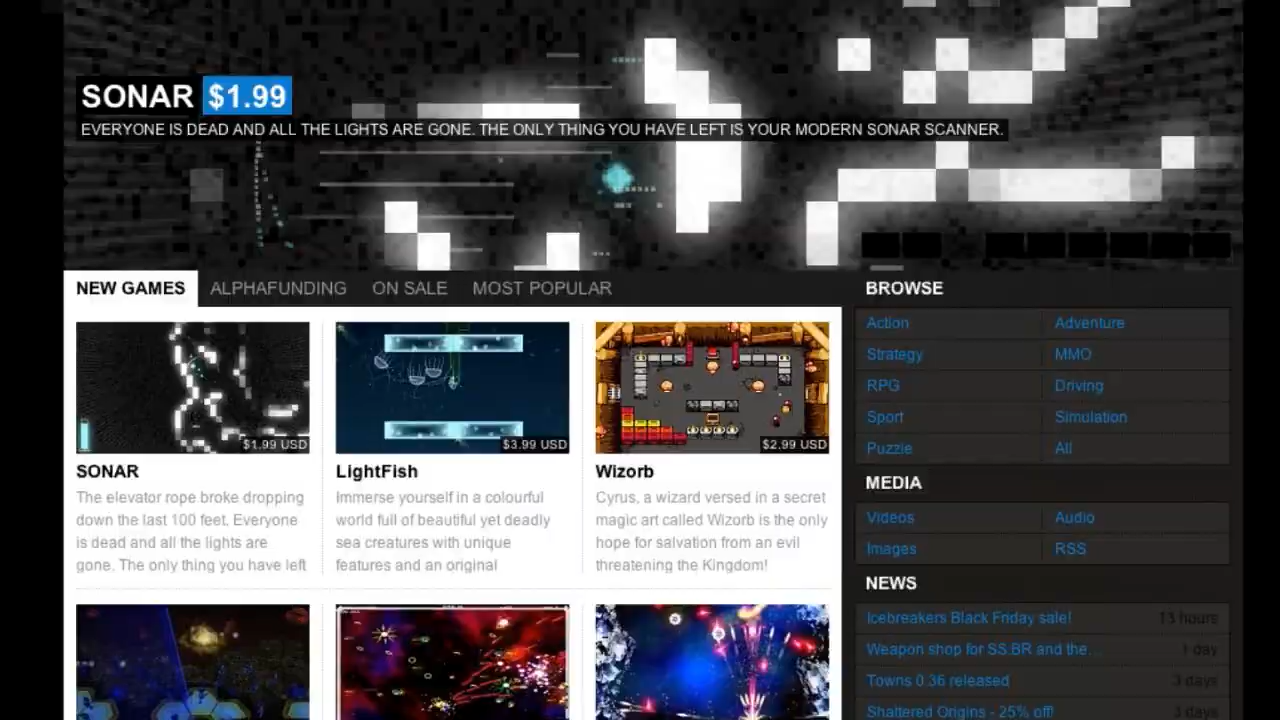 SONAR $1.99
EVERYONE IS DEAD AND ALL THE LIGHTS ARE GONE. THE ONLY THING YOU HAVE LEFT IS YOUR MODERN SONAR SCANNER.
NEW GAMES ALPHAFUNDING ON SALE MOST POPULAR
$1.99 USD
SONAR
The elevator rope broke dropping
down the last 100 feet. Everyone
is dead and all the lights are
gone. The only thing you have left
$3.99 USD
LightFish
Immerse yourself in a colourful
world full of beautiful yet deadly
sea creatures with unique
features and an original
$2.99 USD
Wizorb
Cyrus, a wizard versed in a secret
magic art called Wizorb is the only
hope for salvation from an evil
threatening the Kingdom!
BROWSE
Action Adventure
Strategy MMO
RPG Driving
Sport Simulation
Puzzle All
MEDIA
Videos Audio
Images RSS
NEWS
Icebreakers Black Friday sale! 13 hours
Weapon shop for SS.BR and the... 1 day
Towns 0.36 released 3 days
Shattered Origins - 25% off! 3 days